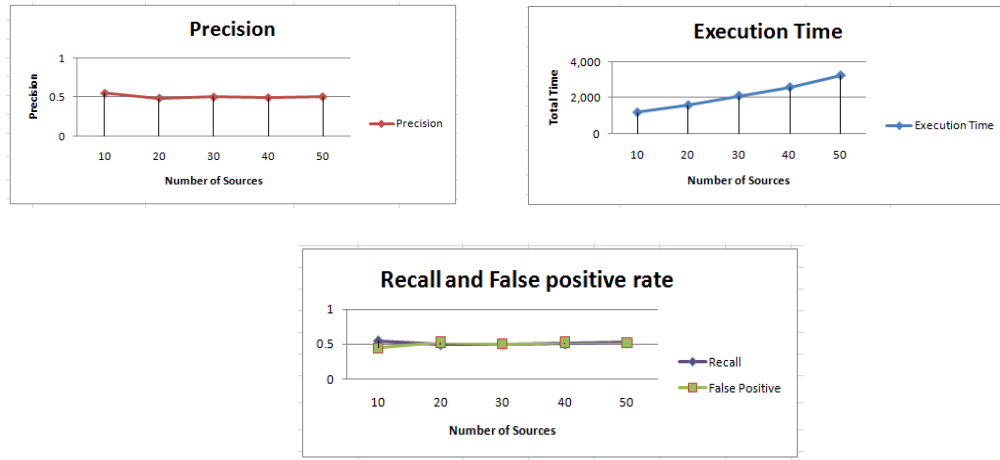 Precision
1
0.5
0
Precision
10 20 30 40 50
Number of Sources
Precision
Execution Time
4,000
2,000
0
Total Time
10 20 30 40 50
Number of Sources
Execution Time
Recall and False positive rate
1
0.5
0
10 20 30 40 50
Number of Sources
Recall
False Positive